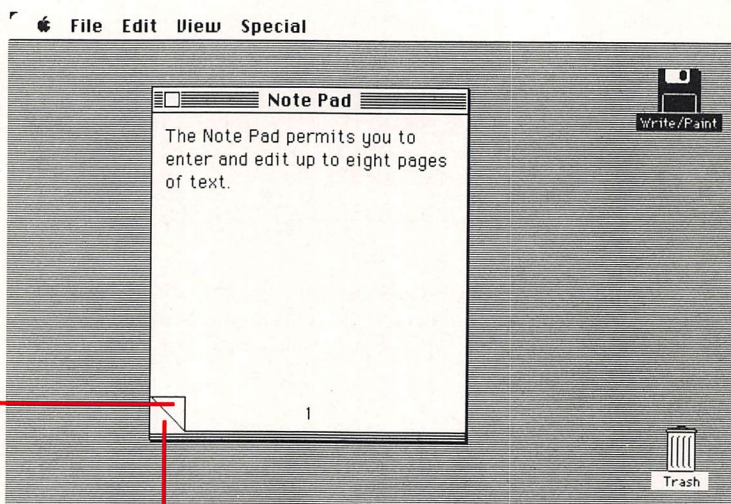 File Edit View Special
Note Pad
The Note Pad permits you to
enter and edit up to eight pages
of text.
1
Write/Paint
Trash